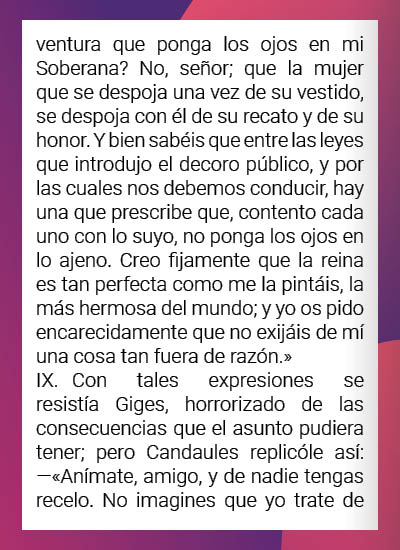 ventura que ponga los ojos en mi
Soberana? No, señor; que la mujer
que se despoja una vez de su vestido,
se despoja con él de su recato y de su
honor. Y bien sabéis que entre las leyes
que introdujo el decoro público, y por
las cuales nos debemos conducir, hay
una que prescribe que, contento cada
uno con lo suyo, no ponga los ojos en
lo ajeno. Creo fijamente que la reina
es tan perfecta como me la pintáis, la
más hermosa del mundo; y yo os pido
encarecidamente que no exijáis de mí
una cosa tan fuera de razón.»
IX. Con tales expresiones se
resistía Giges, horrorizado de las
consecuencias que el asunto pudiera
tener; pero Candaules replicóle así:
—«Anímate, amigo, y de nadie tengas
recelo. No imagines que yo trate de